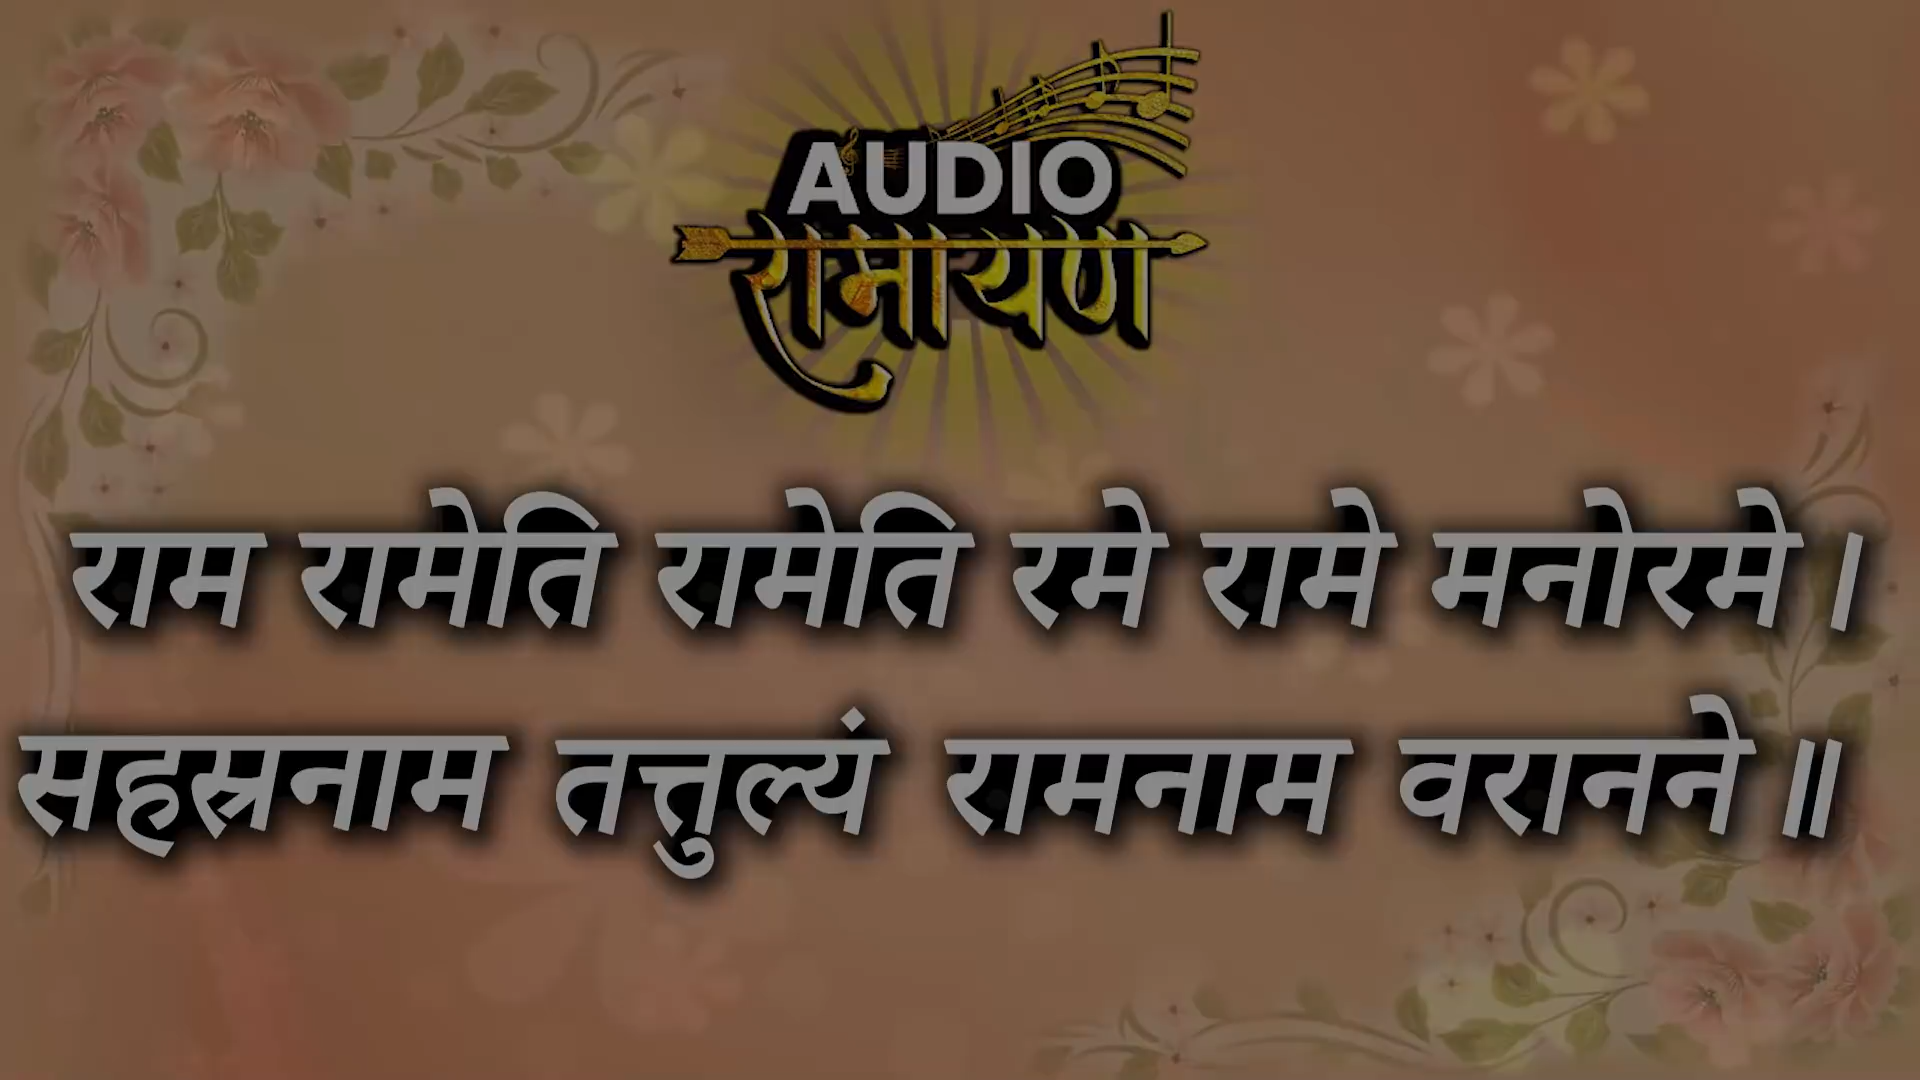 AUDIO
रामायण
राम रामेति रामेति रमे रामे मनोरमे ।
सहस्रनाम तत्तुल्यं रामनाम वरानने ॥